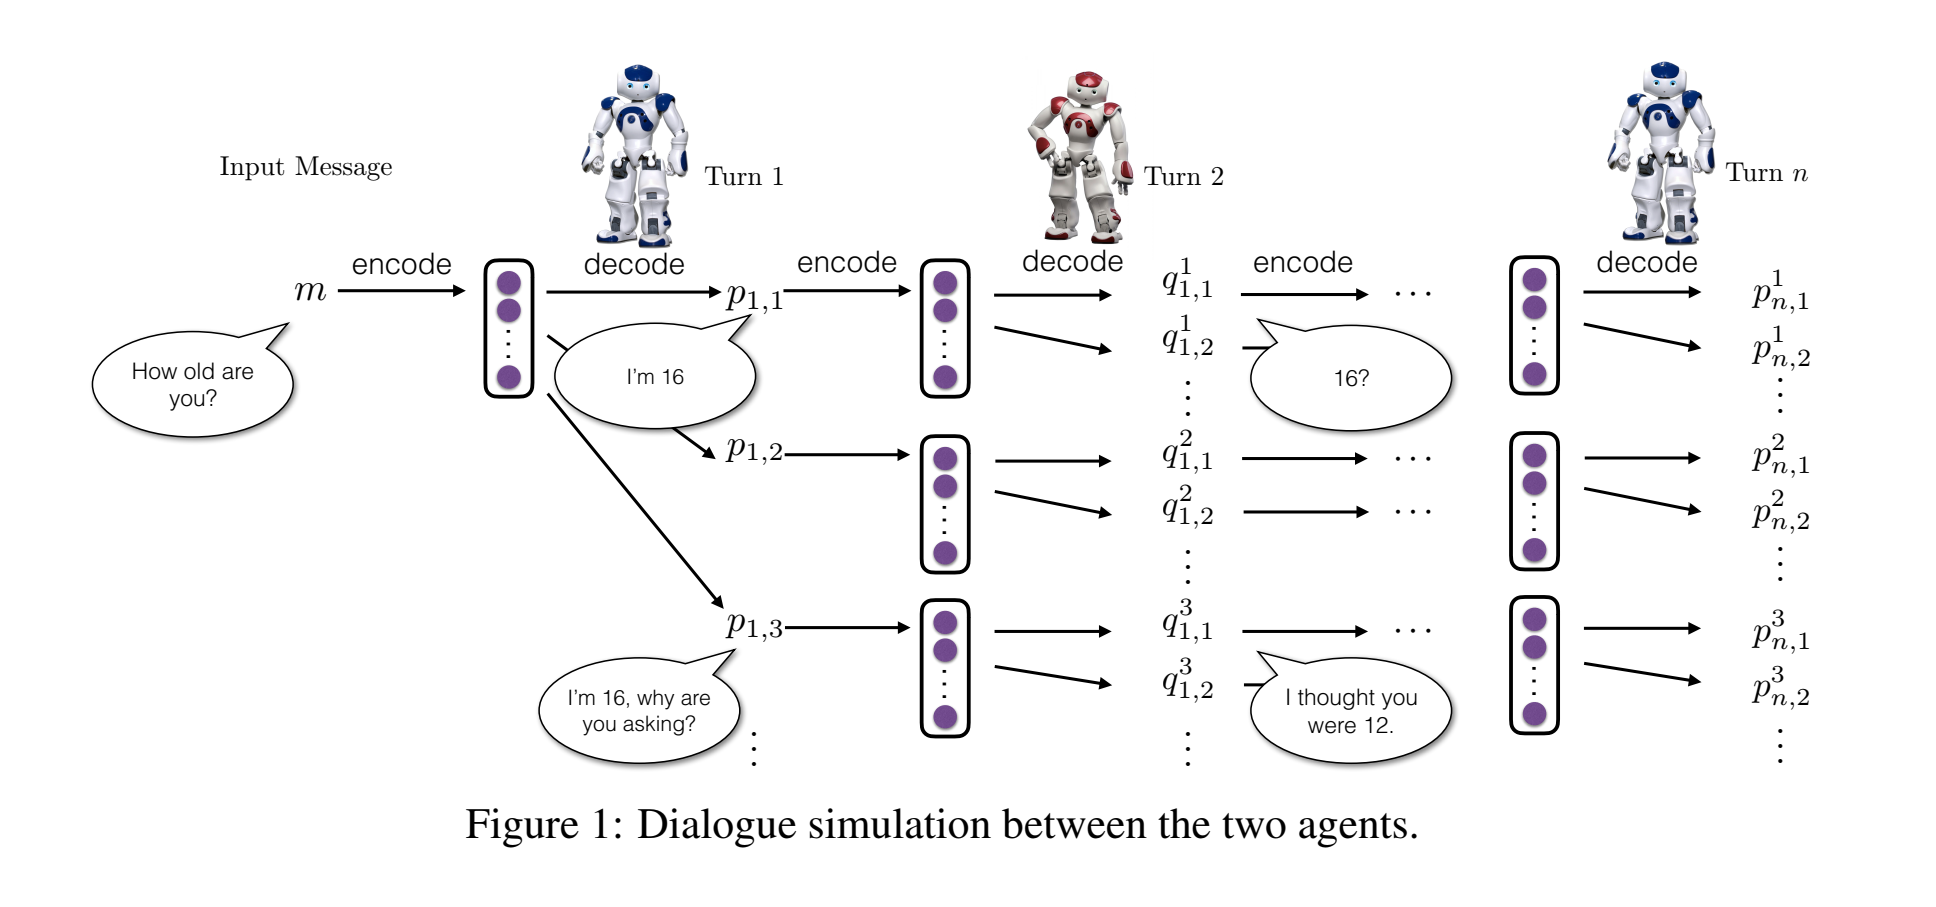 Input Message
Turn 1
Turn 2
Turn n
encode
decode
encode
decode
encode
decode
m
p_{1,1}
q^1_{1,1}
· · ·
p^1_{n,1}
q^1_{1,2}
p^1_{n,2}
How old are
you?
I'm 16
16?
p_{1,2}
q^2_{1,1}
· · ·
p^2_{n,1}
q^2_{1,2}
· · ·
p^2_{n,2}
p_{1,3}
q^3_{1,1}
· · ·
p^3_{n,1}
q^3_{1,2}
p^3_{n,2}
I'm 16, why are
you asking?
I thought you
were 12.
Figure 1: Dialogue simulation between the two agents.